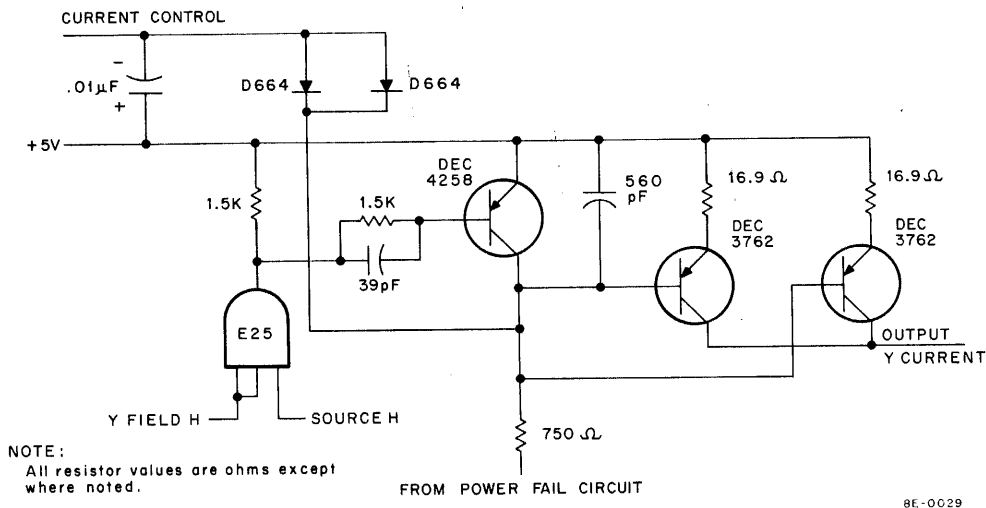 CURRENT CONTROL
-
.01µF
+
D664
D664
+5V
DEC
4258
1.5K
1.5K
39pF
560
pF
16.9 Ω
16.9 Ω
DEC
3762
DEC
3762
E25
OUTPUT
Y CURRENT
Y FIELD H
SOURCE H
750 Ω
NOTE:
All resistor values are ohms except
where noted.
FROM POWER FAIL CIRCUIT
8E-0029